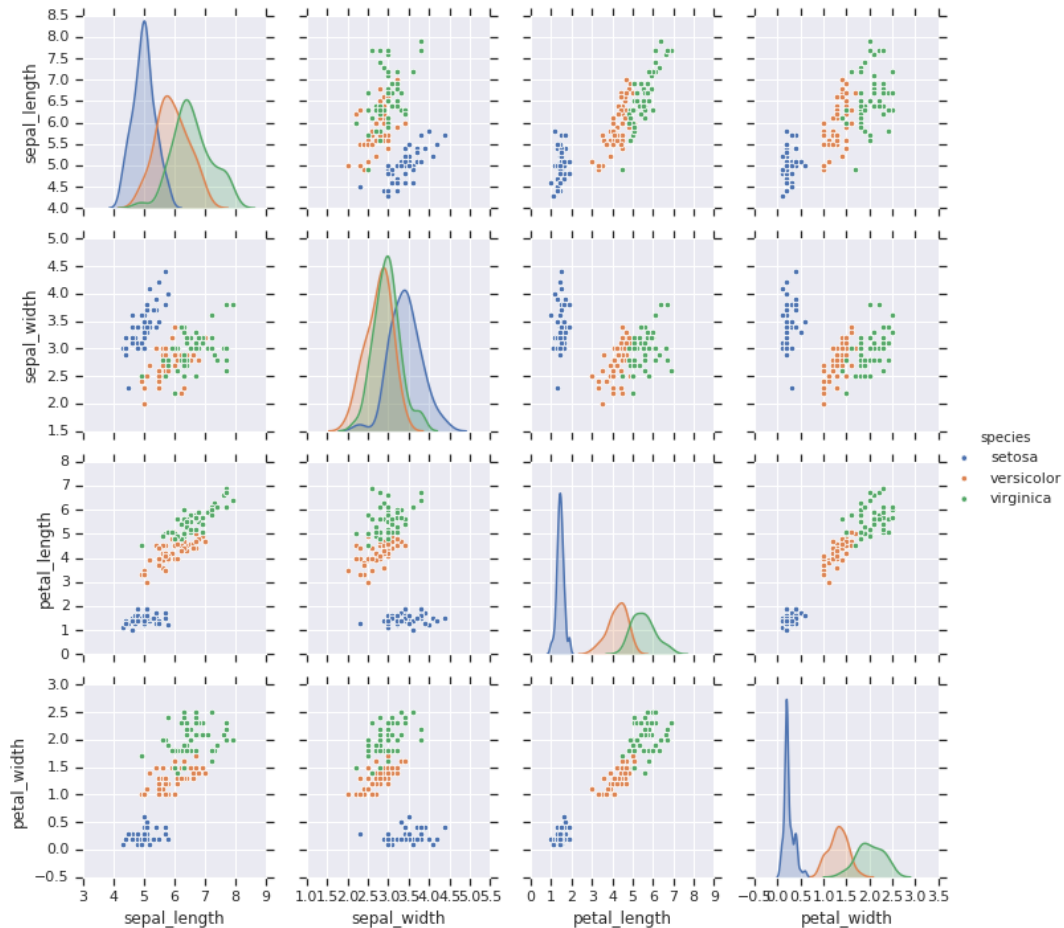 sepal_length
8.5
8.0
7.5
7.0
6.5
6.0
5.5
5.0
4.5
4.0
sepal_width
5.0
4.5
4.0
3.5
3.0
2.5
2.0
1.5
petal_length
8
7
6
5
4
3
2
1
0
petal_width
3.0
2.5
2.0
1.5
1.0
0.5
0.0
−0.5
3 4 5 6 7 8 9
sepal_length
1.01.52.02.53.03.54.04.55.05.5
sepal_width
0 1 2 3 4 5 6 7 8 9
petal_length
−0.50.0 0.5 1.0 1.5 2.0 2.5 3.0 3.5
petal_width
species
setosa
versicolor
virginica